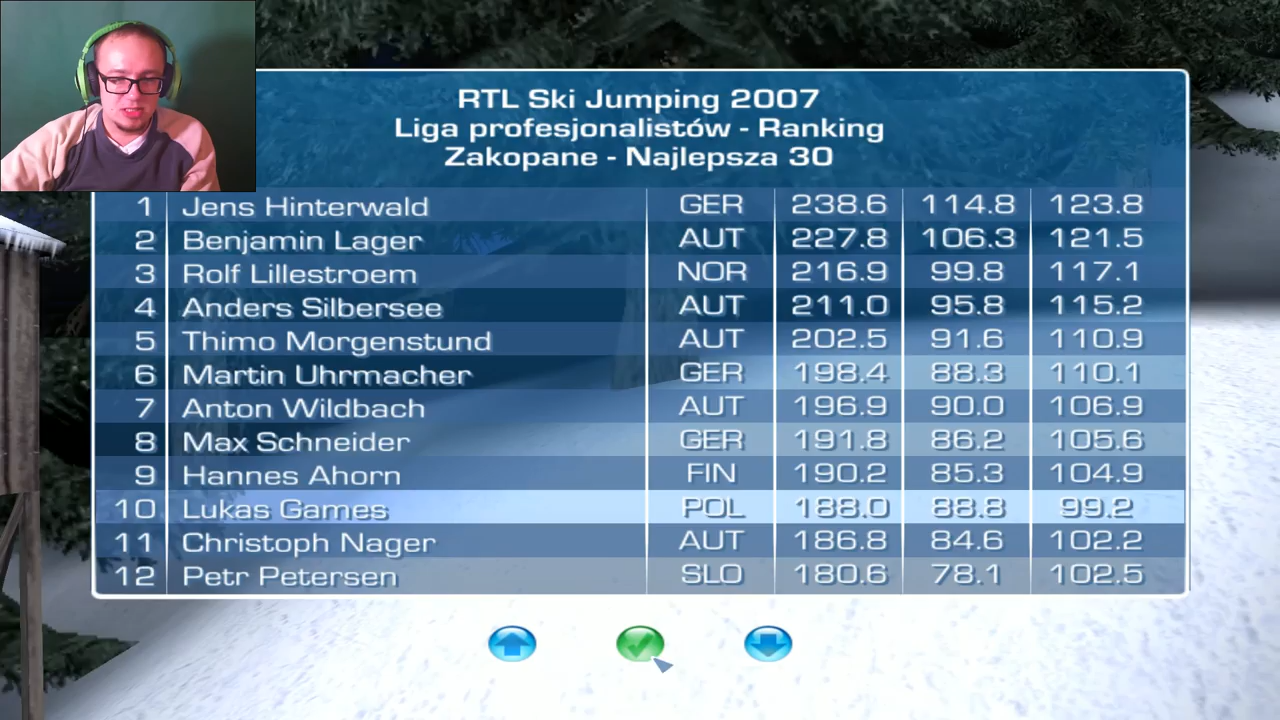 RTL Ski Jumping 2007
Liga profesjonalistów - Ranking
Zakopane - Najlepsza 30
1 Jens Hinterwald GER 238.6 114.8 123.8
2 Benjamin Lager AUT 227.8 106.3 121.5
3 Rolf Lillestroem NOR 216.9 99.8 117.1
4 Anders Silbersee AUT 211.0 95.8 115.2
5 Thimo Morgenstund AUT 202.5 91.6 110.9
6 Martin Uhrmacher GER 198.4 88.3 110.1
7 Anton Wildbach AUT 196.9 90.0 106.9
8 Max Schneider GER 191.8 86.2 105.6
9 Hannes Ahorn FIN 190.2 85.3 104.9
10 Lukas Games POL 188.0 88.8 99.2
11 Christoph Nager AUT 186.8 84.6 102.2
12 Petr Petersen SLO 180.6 78.1 102.5